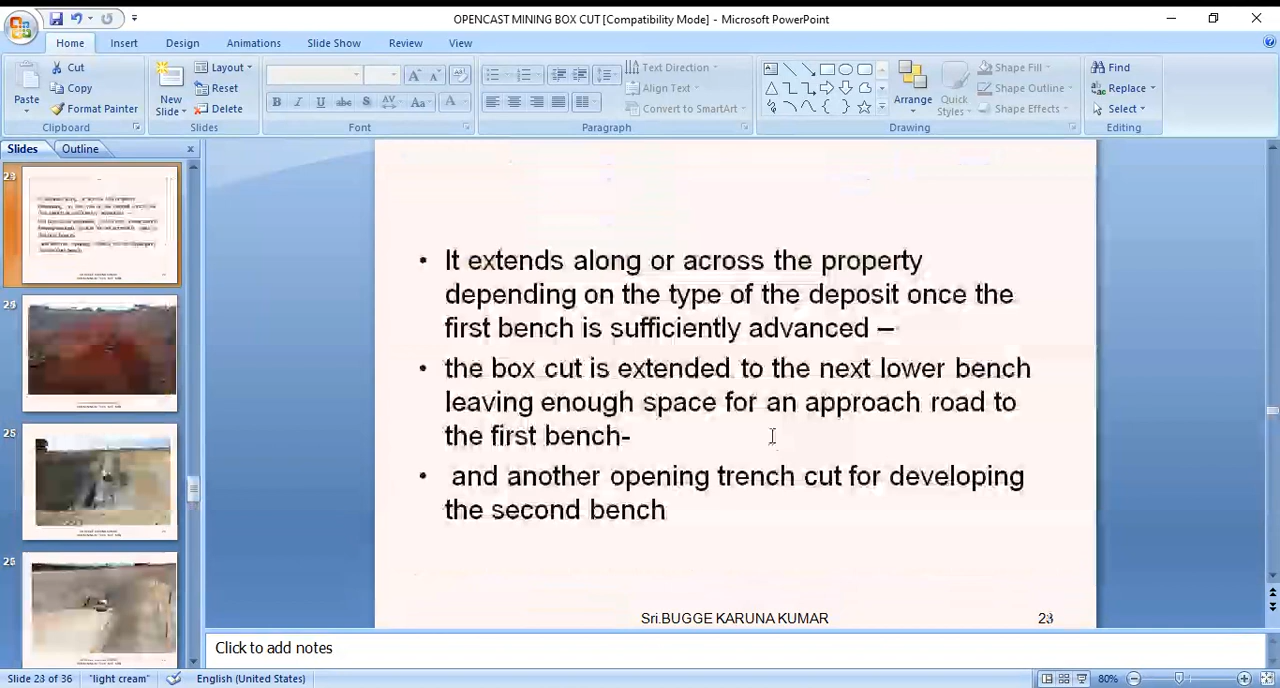 OPENCAST MINING BOX CUT [Compatibility Mode] - Microsoft PowerPoint
Home Insert Design Animations Slide Show Review View
Paste
Cut
Copy
Format Painter
Clipboard
New Slide
Layout
Reset
Delete
Slides
Font
Paragraph
Text Direction
Align Text
Convert to SmartArt
Arrange
Quick Styles
Shape Fill
Shape Outline
Shape Effects
Drawing
Find
Replace
Select
Editing
Slides Outline
• It extends along or across the property
depending on the type of the deposit once the
first bench is sufficiently advanced –
• the box cut is extended to the next lower bench
leaving enough space for an approach road to
the first bench-
• and another opening trench cut for developing
the second bench
Sri.BUGGE KARUNA KUMAR 23
Click to add notes
Slide 23 of 36 "light cream" English (United States) 80%